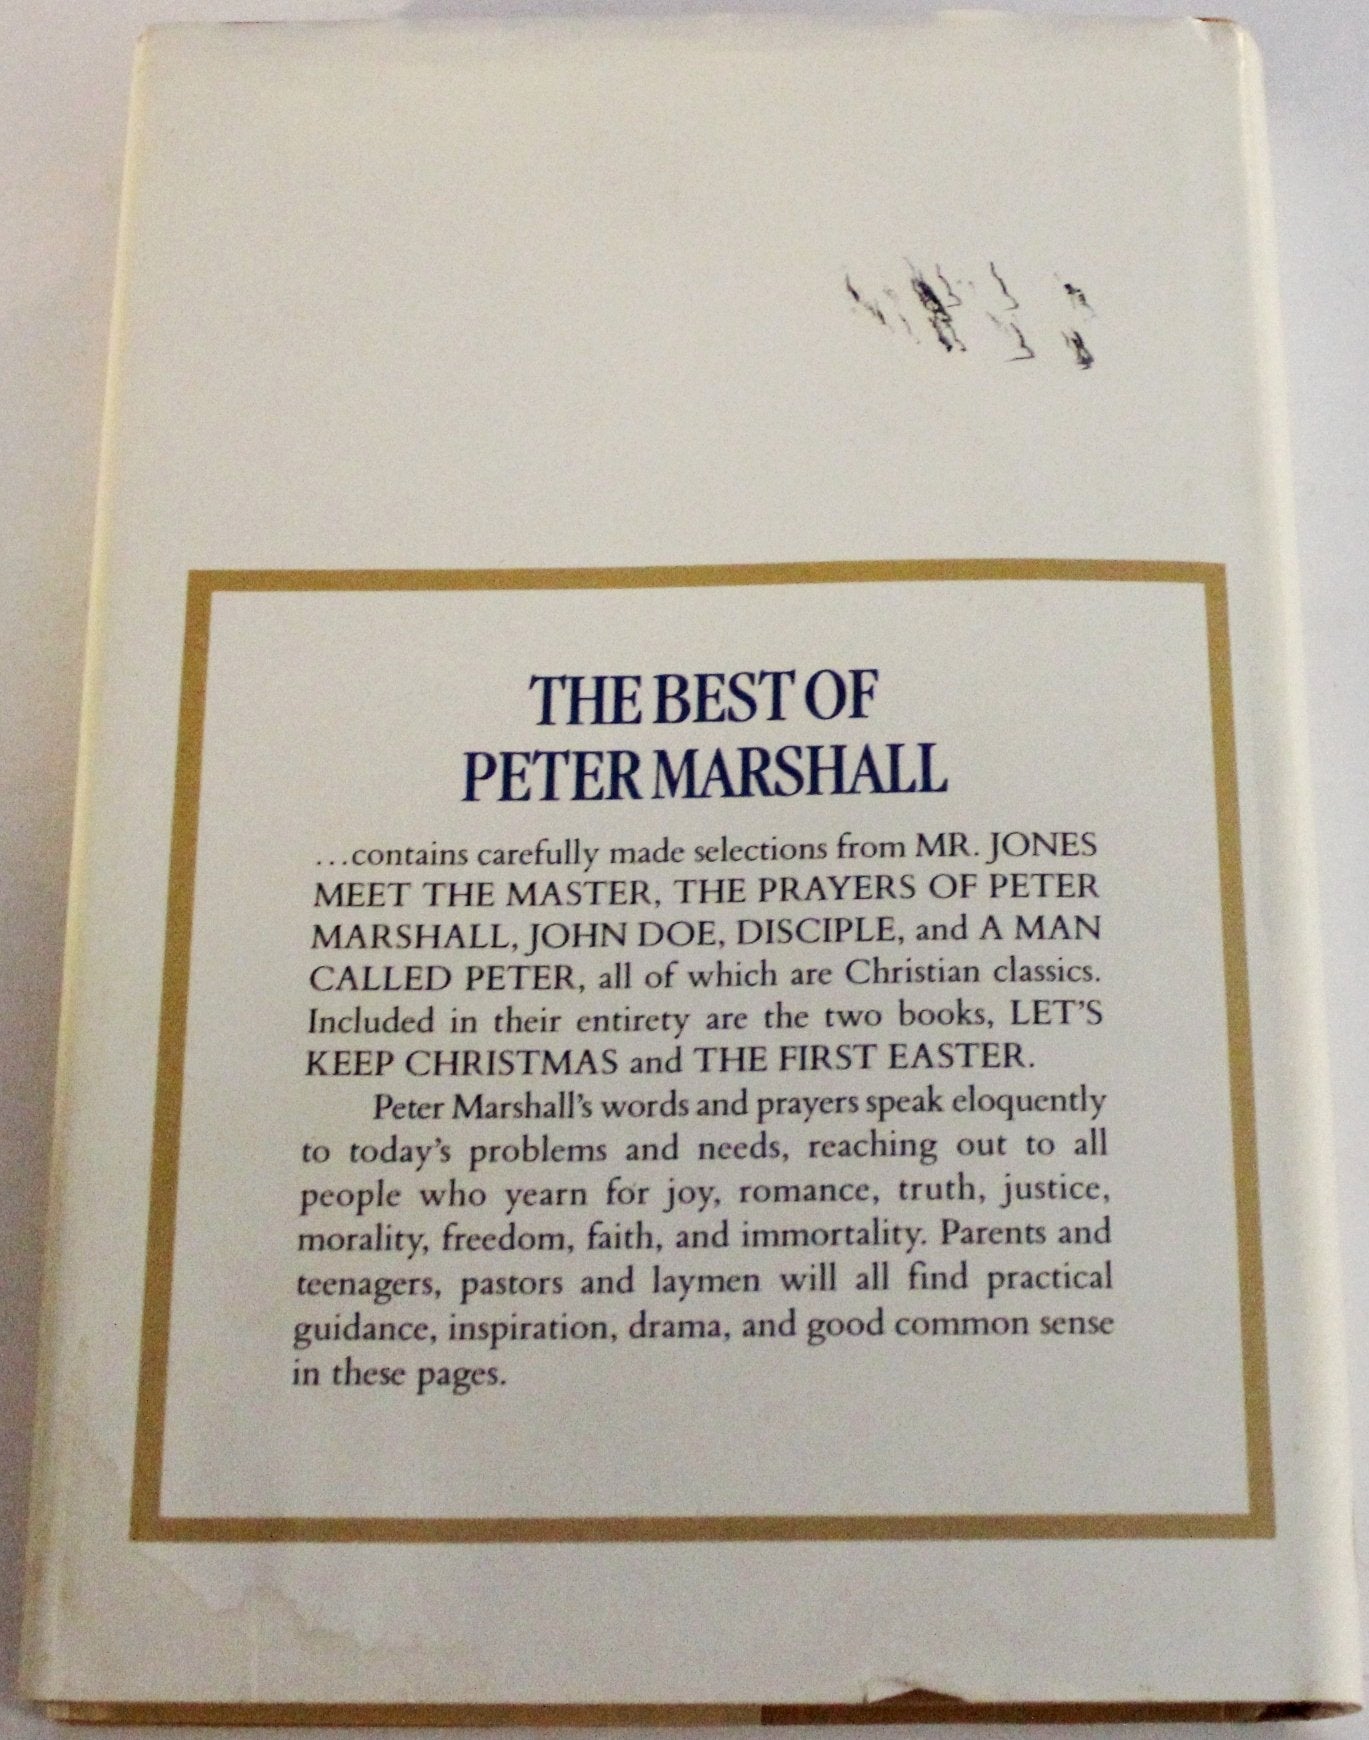 THE BEST OF
PETER MARSHALL
...contains carefully made selections from MR. JONES
MEET THE MASTER, THE PRAYERS OF PETER
MARSHALL, JOHN DOE, DISCIPLE, and A MAN
CALLED PETER, all of which are Christian classics.
Included in their entirety are the two books, LET'S
KEEP CHRISTMAS and THE FIRST EASTER.
Peter Marshall's words and prayers speak eloquently
to today's problems and needs, reaching out to all
people who yearn for joy, romance, truth, justice,
morality, freedom, faith, and immortality. Parents and
teenagers, pastors and laymen will all find practical
guidance, inspiration, drama, and good common sense
in these pages.